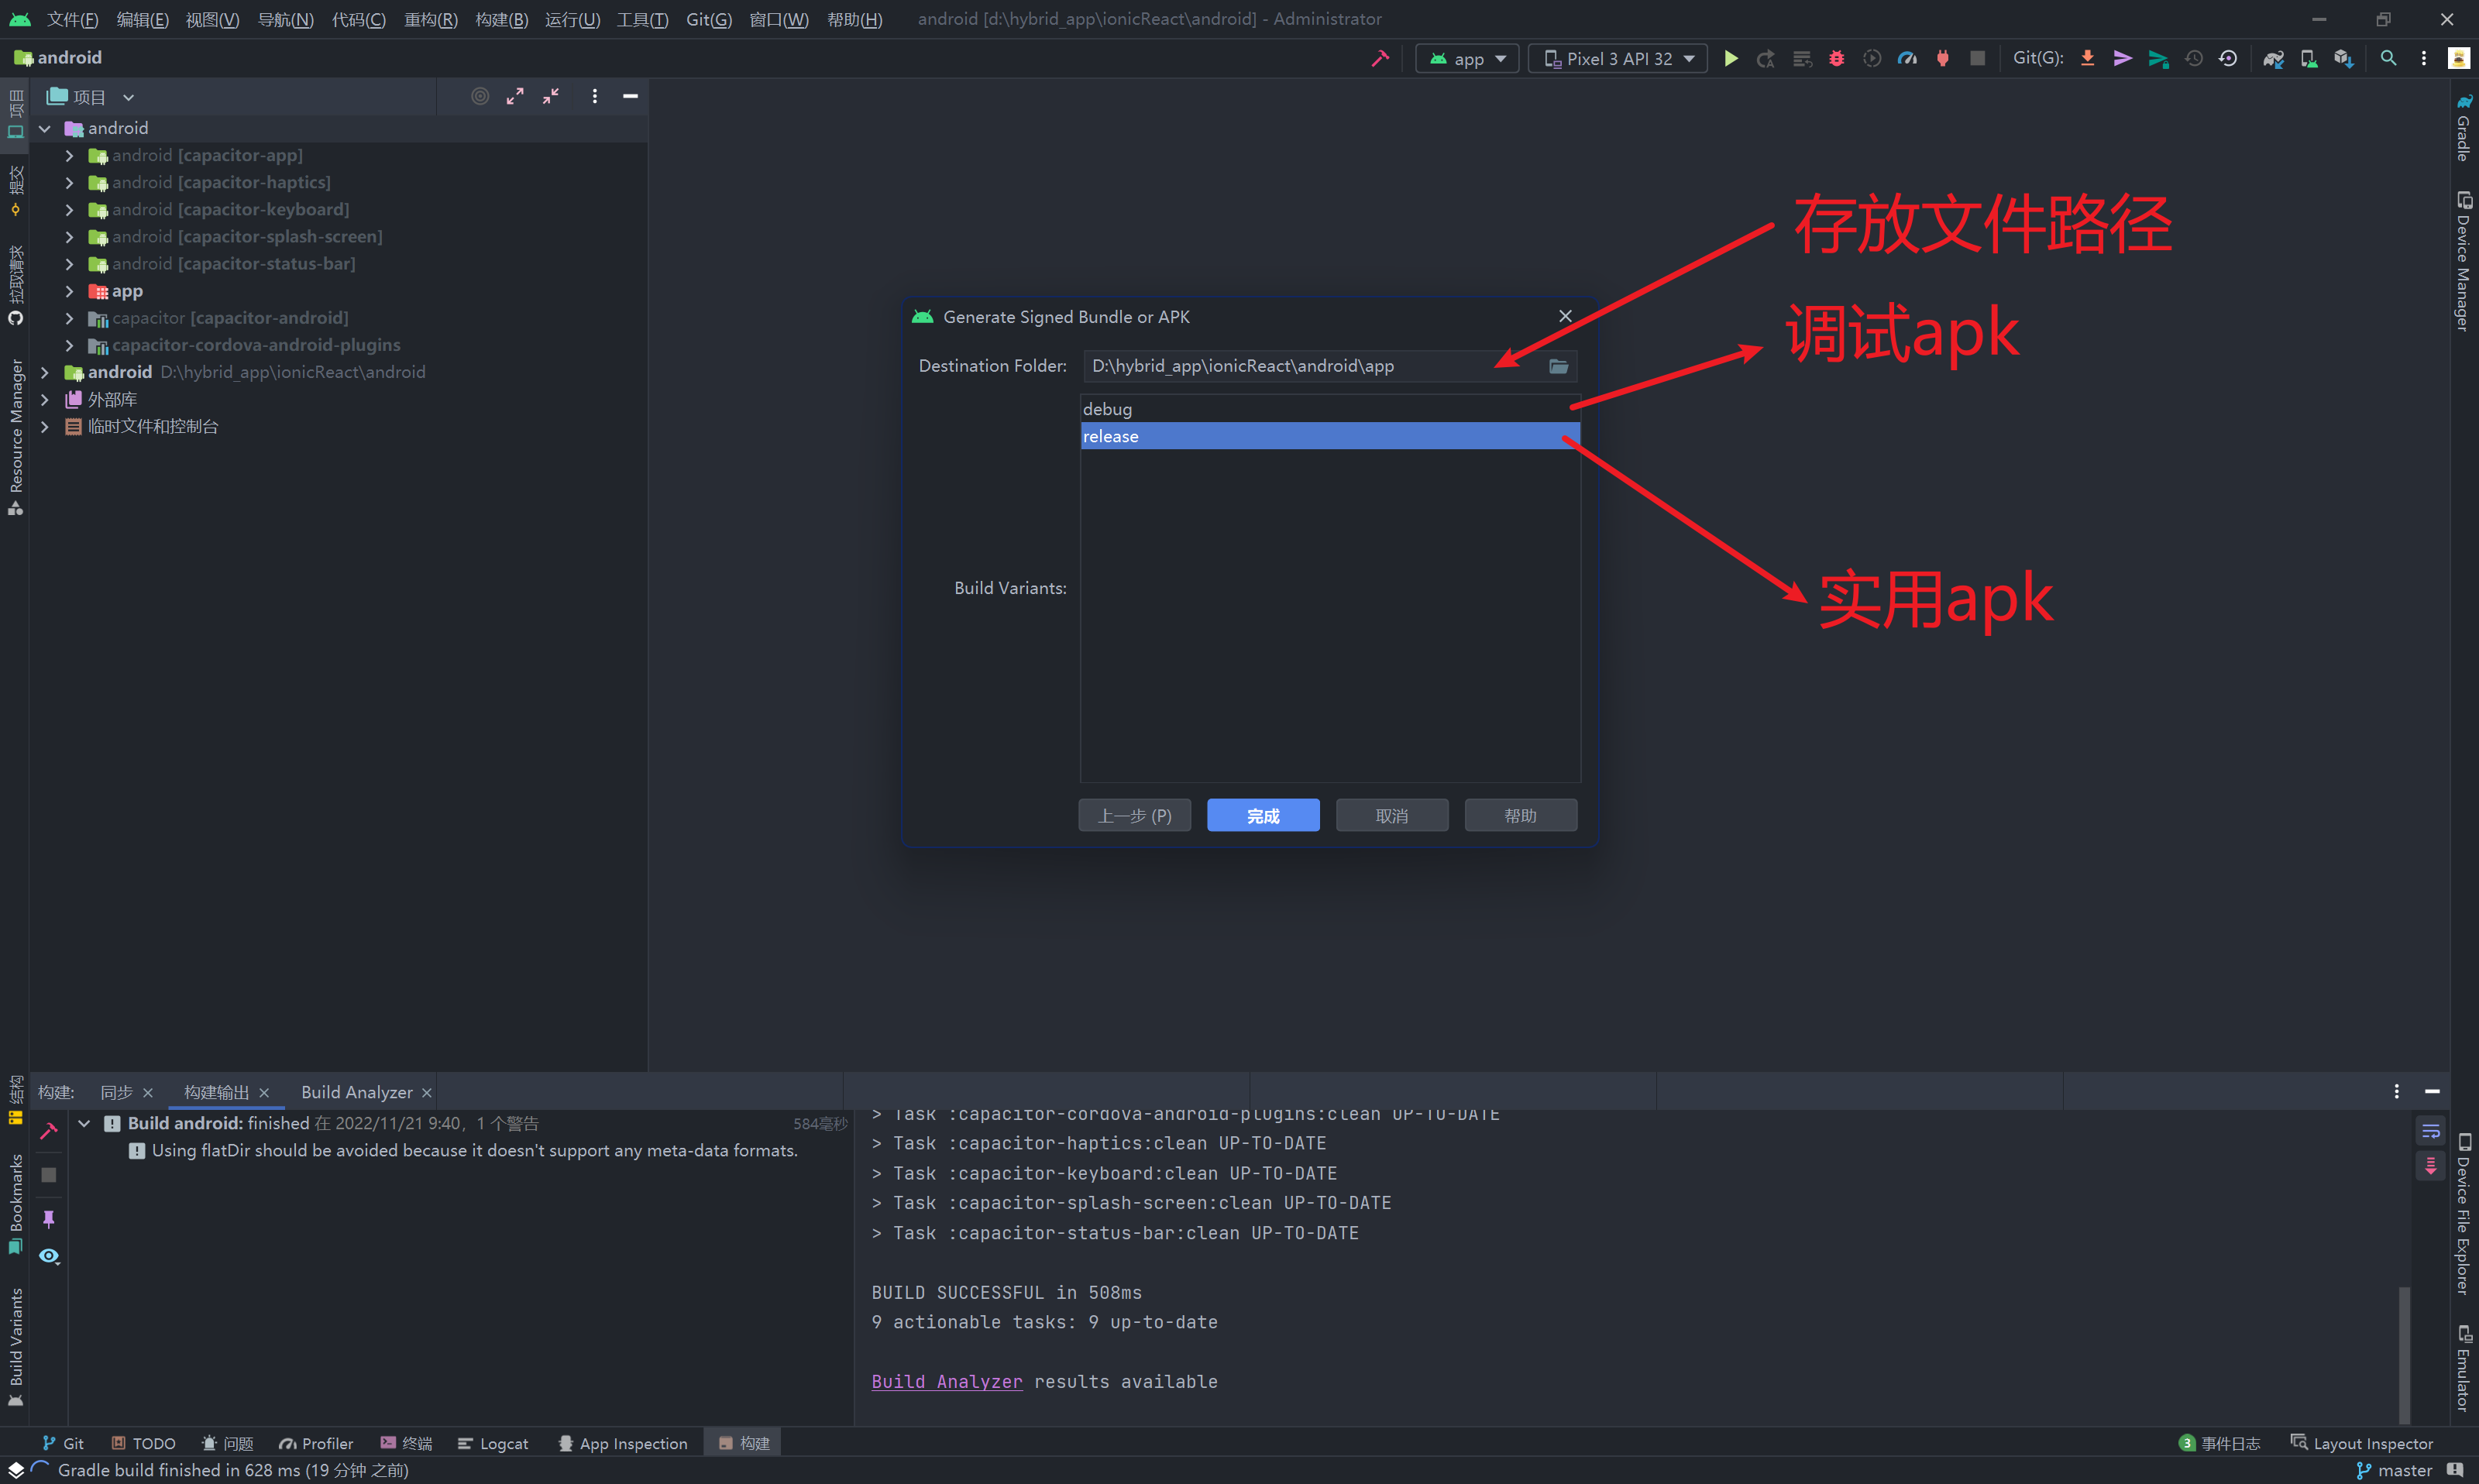 文件(F) 编辑(E) 视图(V) 导航(N) 代码(C) 重构(R) 构建(B) 运行(U) 工具(T) Git(G) 窗口(W) 帮助(H) android [d:\hybrid_app\ionicReact\android] - Administrator
android
app
Pixel 3 API 32
Git(G):
项目
android
android [capacitor-app]
android [capacitor-haptics]
android [capacitor-keyboard]
android [capacitor-splash-screen]
android [capacitor-status-bar]
app
capacitor [capacitor-android]
capacitor-cordova-android-plugins
android D:\hybrid_app\ionicReact\android
外部库
临时文件和控制台
项目
提交
拉取请求
Resource Manager
结构
Bookmarks
Build Variants
Gradle
Device Manager
Device File Explorer
Emulator
存放文件路径
调试apk
实用apk
Generate Signed Bundle or APK
Destination Folder: D:\hybrid_app\ionicReact\android\app
debug
release
Build Variants:
上一步 (P) 完成 取消 帮助
构建: 同步 构建输出 Build Analyzer
Build android: finished 在 2022/11/21 9:40，1 个警告 584毫秒
Using flatDir should be avoided because it doesn't support any meta-data formats.
> Task :capacitor-cordova-android-plugins:clean UP-TO-DATE
> Task :capacitor-haptics:clean UP-TO-DATE
> Task :capacitor-keyboard:clean UP-TO-DATE
> Task :capacitor-splash-screen:clean UP-TO-DATE
> Task :capacitor-status-bar:clean UP-TO-DATE
BUILD SUCCESSFUL in 508ms
9 actionable tasks: 9 up-to-date
Build Analyzer results available
Git TODO 问题 Profiler 终端 Logcat App Inspection 构建 3 事件日志 Layout Inspector
Gradle build finished in 628 ms (19 分钟 之前) master